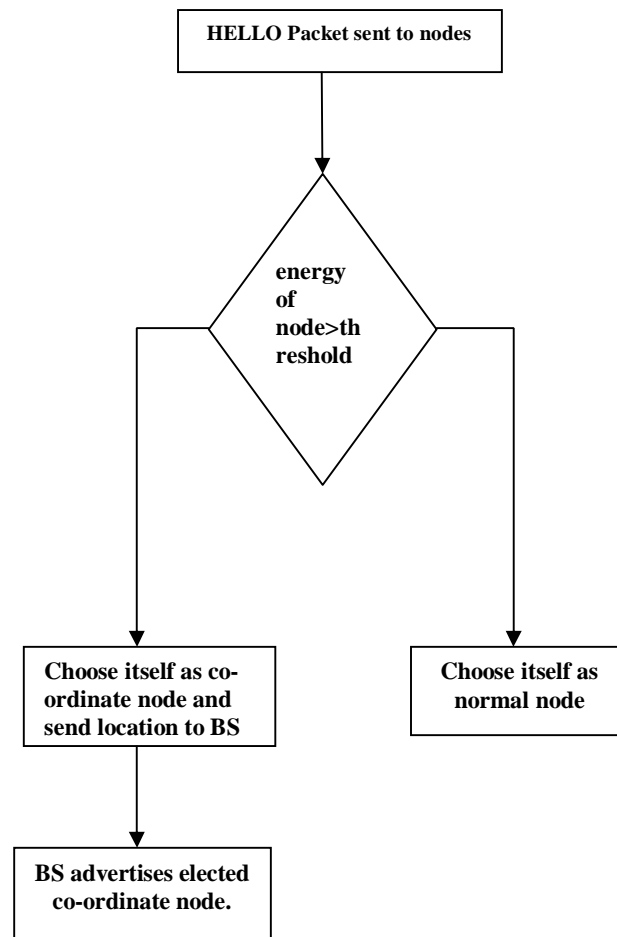 HELLO Packet sent to nodes
energy
of
node>th
reshold
Choose itself as co-
ordinate node and
send location to BS
Choose itself as
normal node
BS advertises elected
co-ordinate node.